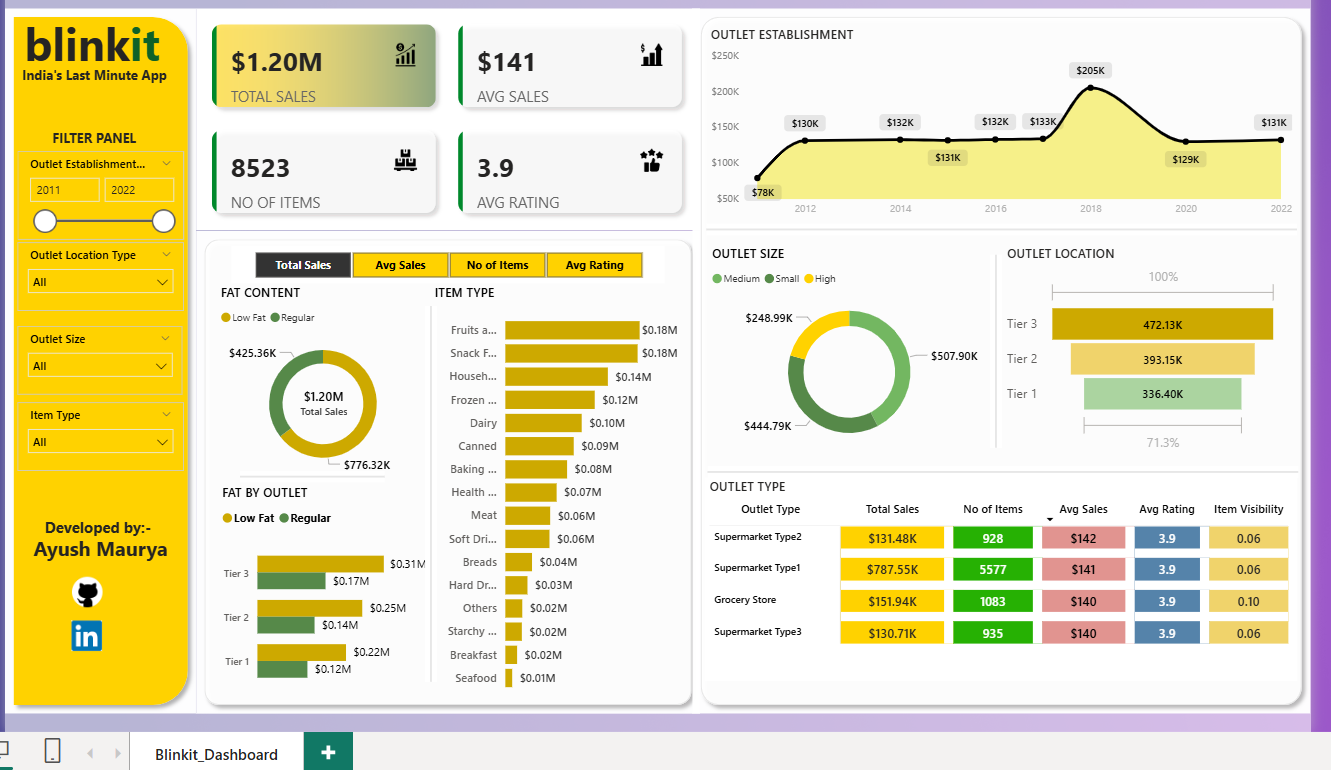 blinkit
India's Last Minute App
FILTER PANEL
Outlet Establishment...
2011 2022
Outlet Location Type
All
Outlet Size
All
Item Type
All
Developed by:-
Ayush Maurya
in
$1.20M
TOTAL SALES
$141
AVG SALES
8523
NO OF ITEMS
3.9
AVG RATING
Total Sales Avg Sales No of Items Avg Rating
FAT CONTENT
Low Fat Regular
$425.36K
$1.20M
Total Sales
$776.32K
FAT BY OUTLET
Low Fat Regular
Tier 3 $0.31M
$0.17M
Tier 2 $0.25M
$0.14M
Tier 1 $0.22M
$0.12M
ITEM TYPE
Fruits a... $0.18M
Snack F... $0.18M
Househ... $0.14M
Frozen ... $0.12M
Dairy $0.10M
Canned $0.09M
Baking ... $0.08M
Health ... $0.07M
Meat $0.06M
Soft Dri... $0.06M
Breads $0.04M
Hard Dr... $0.03M
Others $0.02M
Starchy ... $0.02M
Breakfast $0.02M
Seafood $0.01M
OUTLET ESTABLISHMENT
$250K
$200K
$150K
$100K
$50K
$78K $130K $132K $131K $132K $133K $205K $129K $131K
2012 2014 2016 2018 2020 2022
OUTLET SIZE
Medium Small High
$248.99K
$507.90K
$444.79K
OUTLET LOCATION
100%
Tier 3 472.13K
Tier 2 393.15K
Tier 1 336.40K
71.3%
OUTLET TYPE
Outlet Type Total Sales No of Items Avg Sales Avg Rating Item Visibility
Supermarket Type2 $131.48K 928 $142 3.9 0.06
Supermarket Type1 $787.55K 5577 $141 3.9 0.06
Grocery Store $151.94K 1083 $140 3.9 0.10
Supermarket Type3 $130.71K 935 $140 3.9 0.06
Blinkit_Dashboard